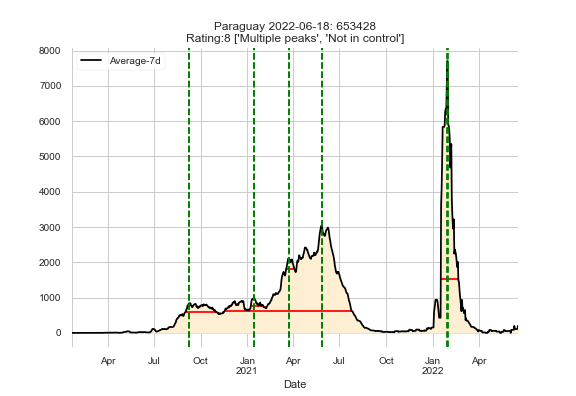 Paraguay 2022-06-18: 653428
Rating:8 ['Multiple peaks', 'Not in control']
Average-7d
8000
7000
6000
5000
4000
3000
2000
1000
0
Apr Jul Oct Jan Apr Jul Oct Jan Apr
2021 2022
Date